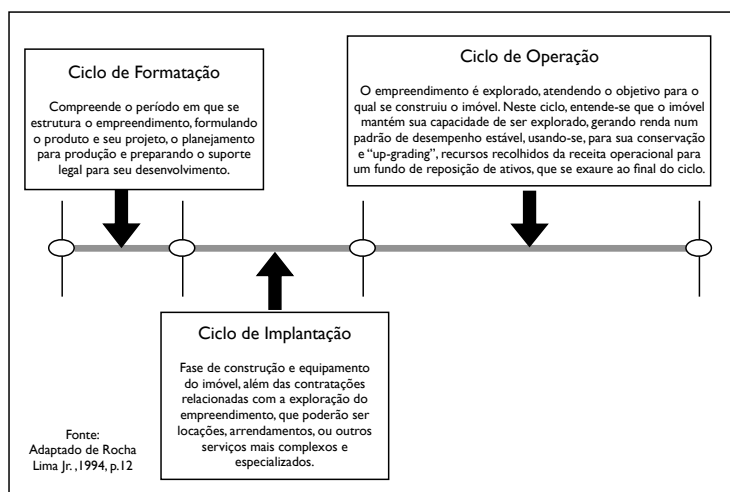 Ciclo de Formatação
Compreende o período em que se
estrutura o empreendimento, formulando
o produto e seu projeto, o planejamento
para produção e preparando o suporte
legal para seu desenvolvimento.
Ciclo de Operação
O empreendimento é explorado, atendendo o objetivo para o
qual se construiu o imóvel. Neste ciclo, entende-se que o imóvel
mantém sua capacidade de ser explorado, gerando renda num
padrão de desempenho estável, usando-se, para sua conservação
e “up-grading”, recursos recolhidos da receita operacional para
um fundo de reposição de ativos, que se exaure ao final do ciclo.
Ciclo de Implantação
Fase de construção e equipamento
do imóvel, além das contratações
relacionadas com a exploração do
empreendimento, que poderão ser
locações, arrendamentos, ou outros
serviços mais complexos e
especializados.
Fonte:
Adaptado de Rocha
Lima Jr. ,1994, p.12